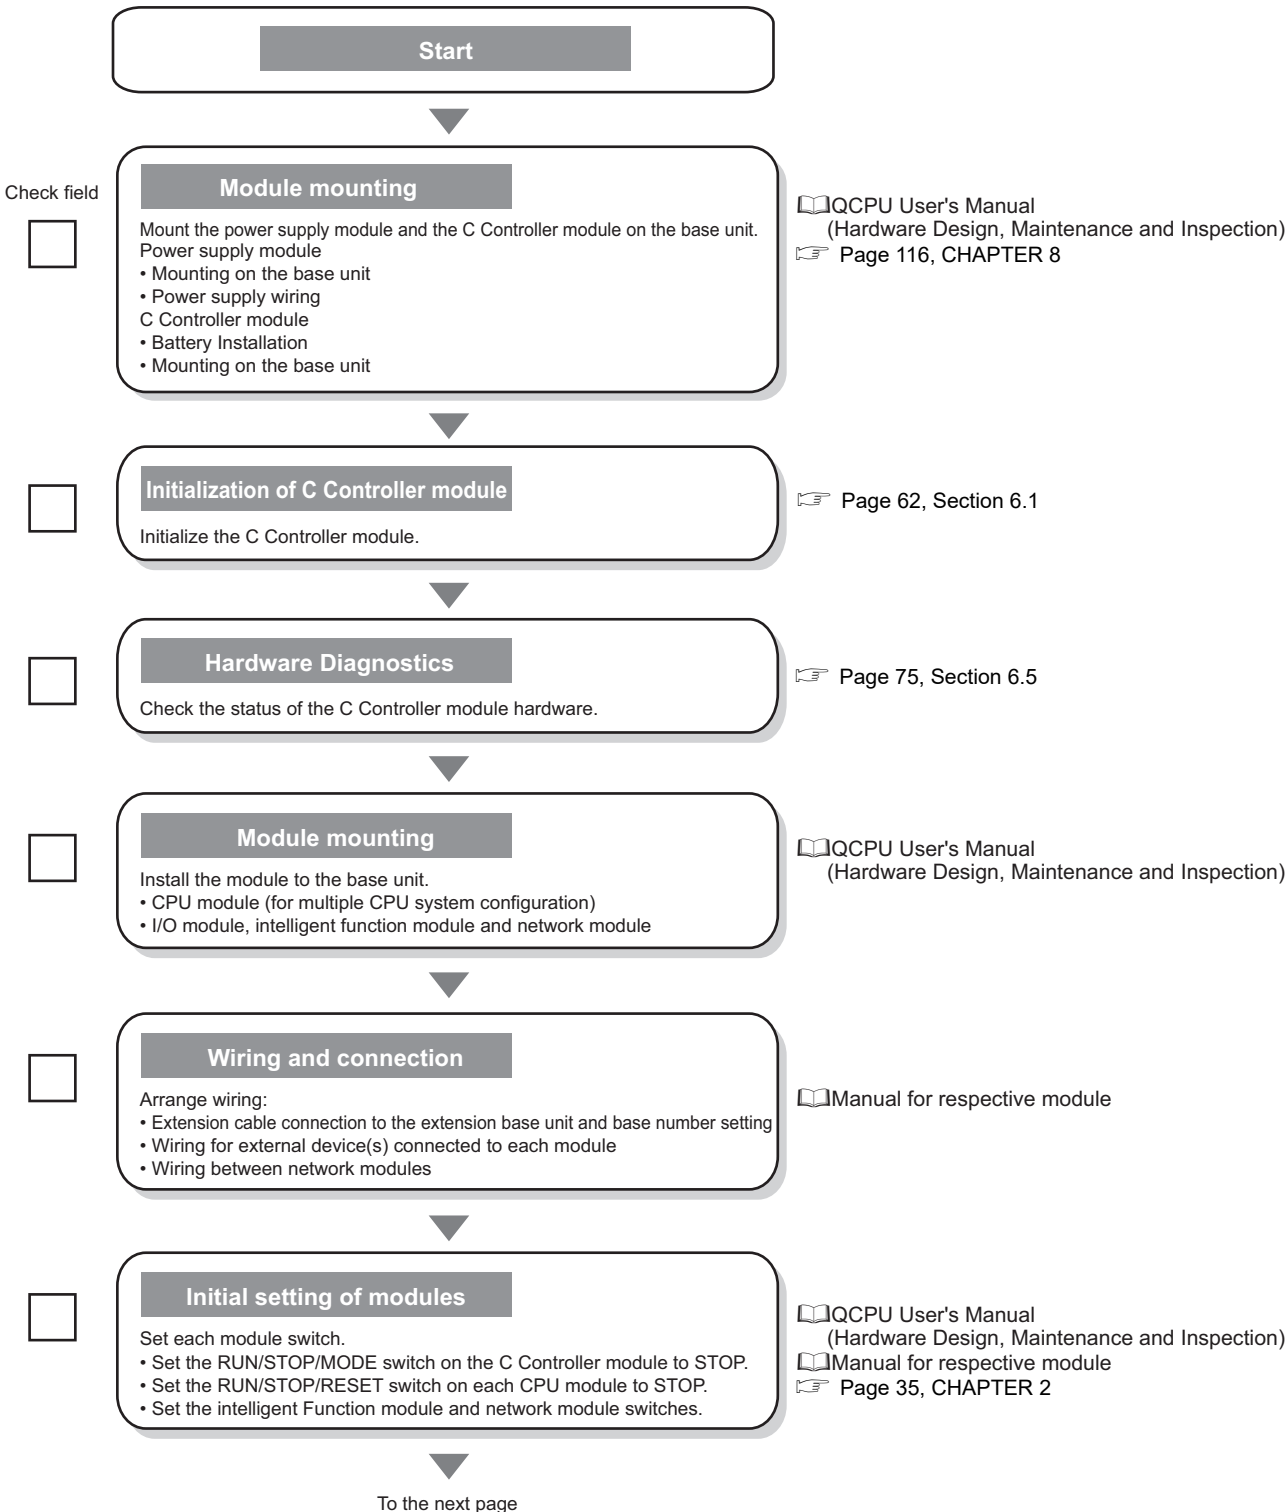 Start
Check field
Module mounting
Mount the power supply module and the C Controller module on the base unit.
Power supply module
• Mounting on the base unit
• Power supply wiring
C Controller module
• Battery Installation
• Mounting on the base unit
QCPU User's Manual
(Hardware Design, Maintenance and Inspection)
Page 116, CHAPTER 8
Initialization of C Controller module
Initialize the C Controller module.
Page 62, Section 6.1
Hardware Diagnostics
Check the status of the C Controller module hardware.
Page 75, Section 6.5
Module mounting
Install the module to the base unit.
• CPU module (for multiple CPU system configuration)
• I/O module, intelligent function module and network module
QCPU User's Manual
(Hardware Design, Maintenance and Inspection)
Wiring and connection
Arrange wiring:
• Extension cable connection to the extension base unit and base number setting
• Wiring for external device(s) connected to each module
• Wiring between network modules
Manual for respective module
Initial setting of modules
Set each module switch.
• Set the RUN/STOP/MODE switch on the C Controller module to STOP.
• Set the RUN/STOP/RESET switch on each CPU module to STOP.
• Set the intelligent Function module and network module switches.
QCPU User's Manual
(Hardware Design, Maintenance and Inspection)
Manual for respective module
Page 35, CHAPTER 2
To the next page